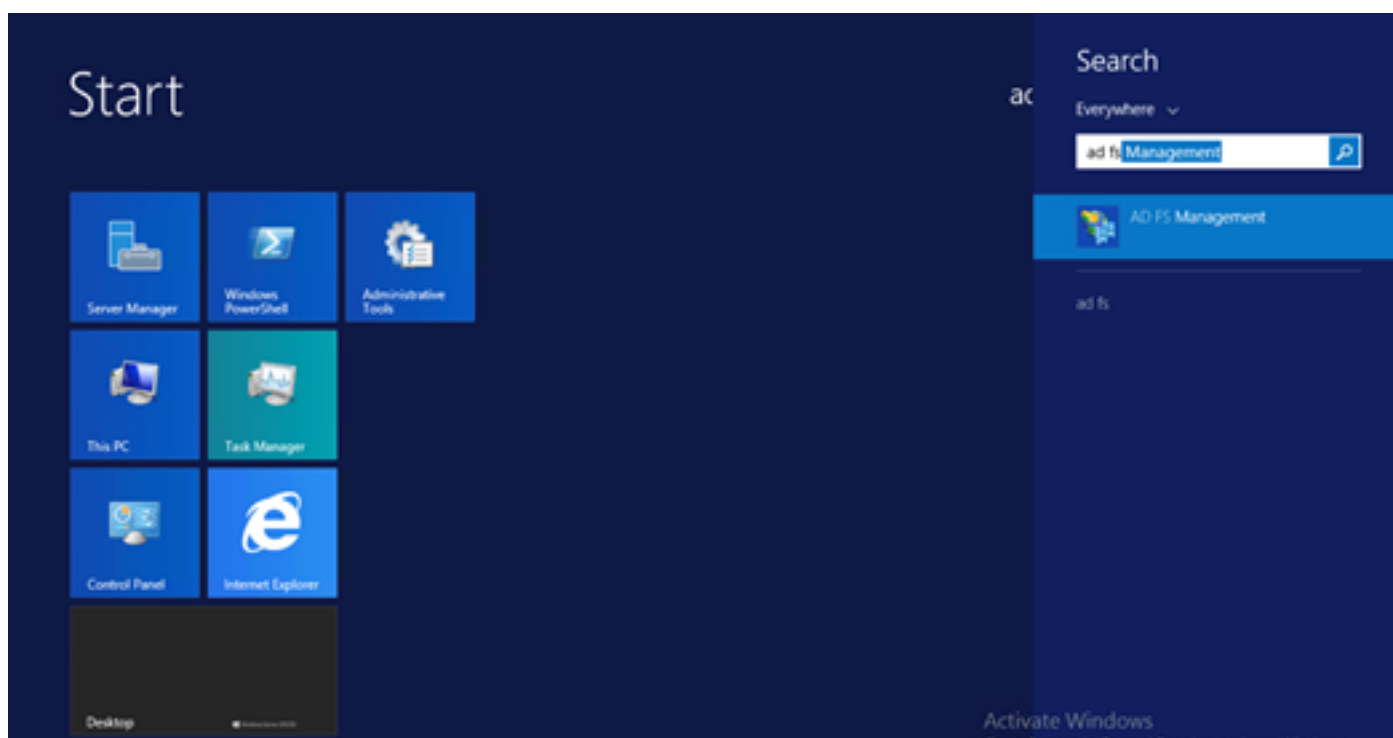 Start
ad
Search
Everywhere
ad fs Management
AD FS Management
ad fs
Server Manager
Windows PowerShell
Administrative Tools
This PC
Task Manager
Control Panel
Internet Explorer
Desktop
Activate Windows